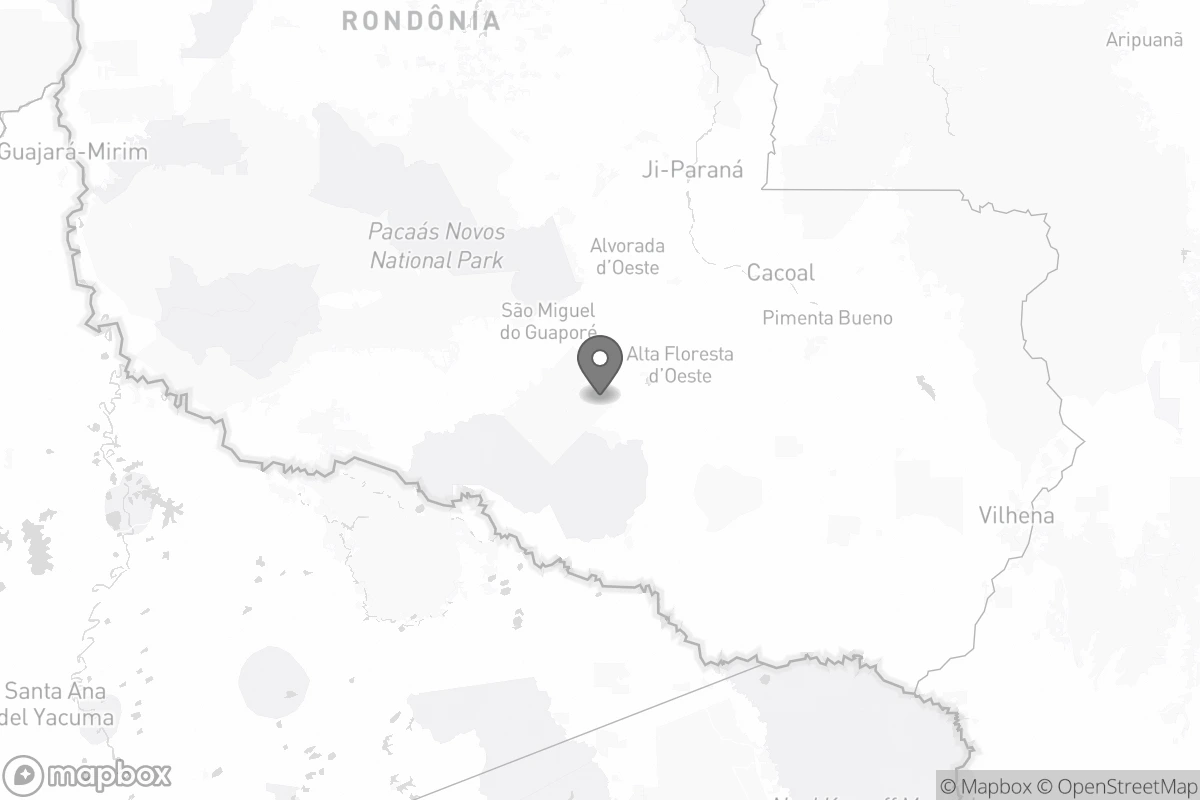 RONDÔNIA
Aripuanã
Guajará-Mirim
Ji-Paraná
Pacaás Novos
National Park
Alvorada
d'Oeste
Cacoal
São Miguel
do Guaporé
Pimenta Bueno
Alta Floresta
d'Oeste
Vilhena
Santa Ana
del Yacuma
mapbox
© Mapbox © OpenStreetMap